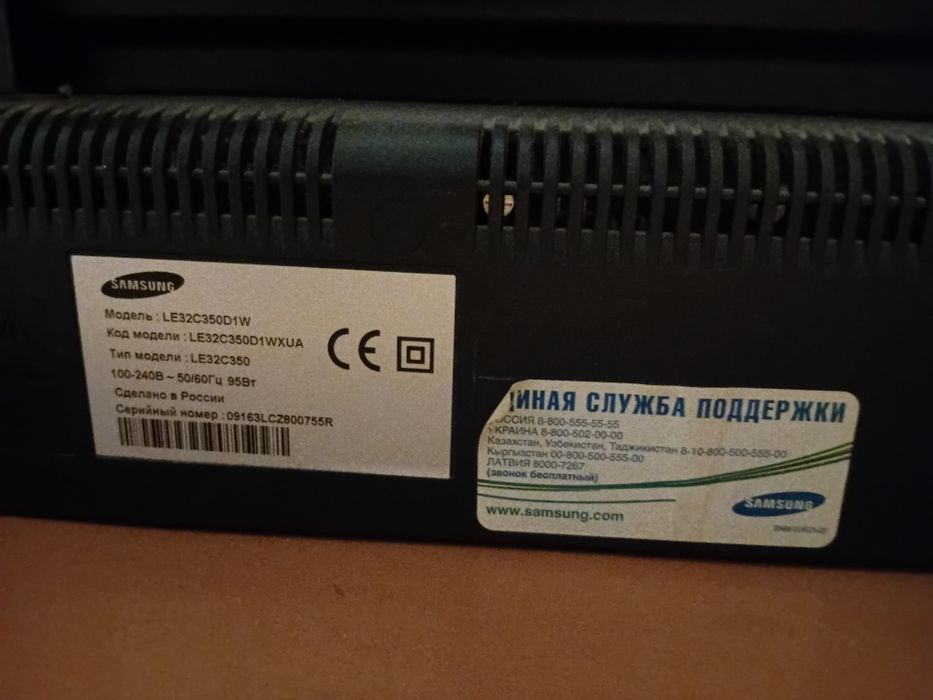 SAMSUNG
Модель : LE32C350D1W
Код модели : LE32C350D1WXUA
Тип модели : LE32C350
100-240В ~ 50/60Гц 95Вт
Сделано в России
Серийный номер : 09163LCZ800755R
CE
ИНАЯ СЛУЖБА ПОДДЕРЖКИ
ОССИЯ 8-800-555-55-55
УКРАИНА 8-800-502-00-00
Казахстан, Узбекистан, Таджикистан 8-10-800-500-555-00
Кыргызстан 00-800-500-555-00
ЛАТВИЯ 8000-7267
(звонок бесплатный)
www.samsung.com
SAMSUNG